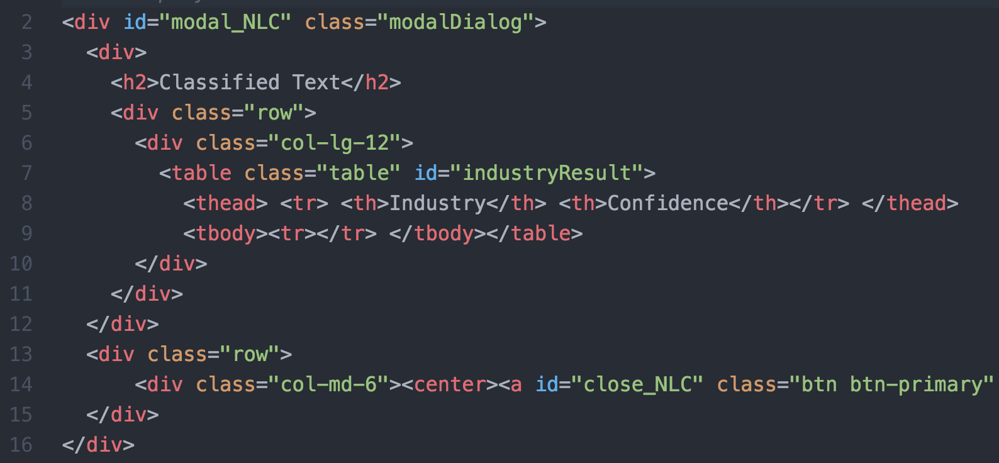 2 <div id="modal_NLC" class="modalDialog">
3 <div>
4 <h2>Classified Text</h2>
5 <div class="row">
6 <div class="col-lg-12">
7 <table class="table" id="industryResult">
8 <thead> <tr> <th>Industry</th> <th>Confidence</th></tr> </thead>
9 <tbody><tr></tr> </tbody></table>
10 </div>
11 </div>
12 </div>
13 <div class="row">
14 <div class="col-md-6"><center><a id="close_NLC" class="btn btn-primary"
15 </div>
16 </div>